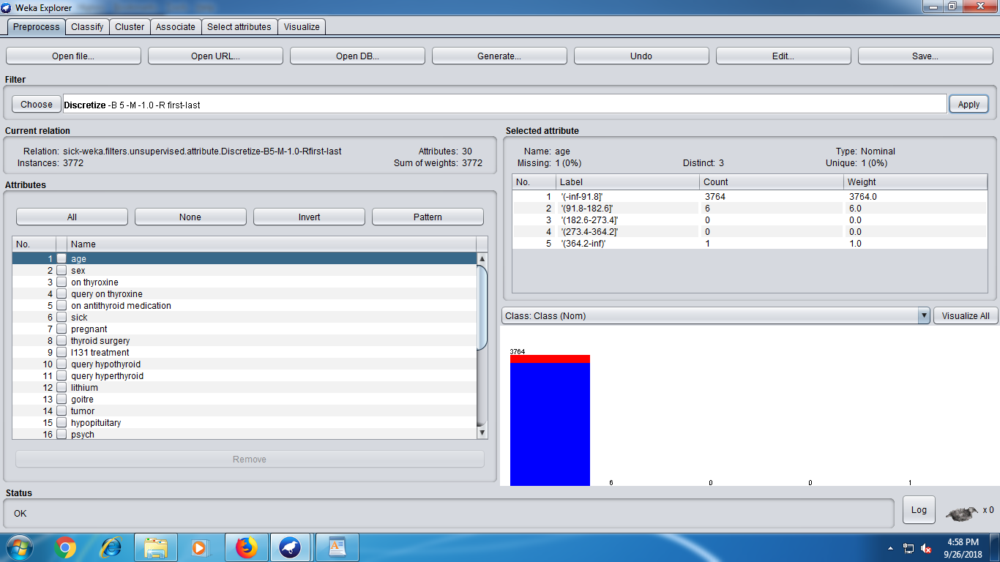 Weka Explorer
Preprocess Classify Cluster Associate Select attributes Visualize
Open file... Open URL... Open DB... Generate... Undo Edit... Save...
Filter
Choose Discretize -B 5 -M -1.0 -R first-last Apply
Current relation
Relation: sick-weka.filters.unsupervised.attribute.Discretize-B5-M-1.0-Rfirst-last Attributes: 30
Instances: 3772 Sum of weights: 3772
Attributes
All None Invert Pattern
No. Name
1 age
2 sex
3 on thyroxine
4 query on thyroxine
5 on antithyroid medication
6 sick
7 pregnant
8 thyroid surgery
9 I131 treatment
10 query hypothyroid
11 query hyperthyroid
12 lithium
13 goitre
14 tumor
15 hypopituitary
16 psych
Remove
Selected attribute
Name: age Type: Nominal
Missing: 1 (0%) Distinct: 3 Unique: 1 (0%)
No. Label Count Weight
1 '(-inf-91.8]' 3764 3764.0
2 '(91.8-182.6]' 6 6.0
3 '(182.6-273.4]' 0 0.0
4 '(273.4-364.2]' 0 0.0
5 '(364.2-inf)' 1 1.0
Class: Class (Nom) Visualize All
3764
6 0 0 1
Status
OK
Log x 0
4:58 PM
9/26/2018